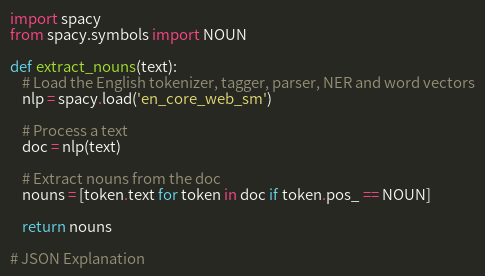 import spacy
from spacy.symbols import NOUN
def extract_nouns(text):
# Load the English tokenizer, tagger, parser, NER and word vectors
nlp = spacy.load('en_core_web_sm')
# Process a text
doc = nlp(text)
# Extract nouns from the doc
nouns = [token.text for token in doc if token.pos_ == NOUN]
return nouns
# JSON Explanation